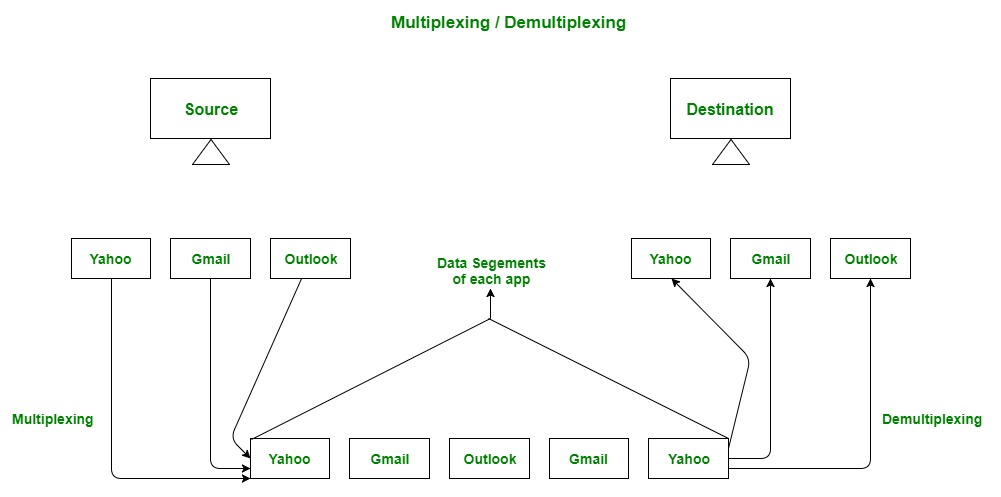 Multiplexing / Demultiplexing
Source
Destination
Yahoo
Gmail
Outlook
Data Segements
of each app
Yahoo
Gmail
Outlook
Multiplexing
Demultiplexing
Yahoo
Gmail
Outlook
Gmail
Yahoo